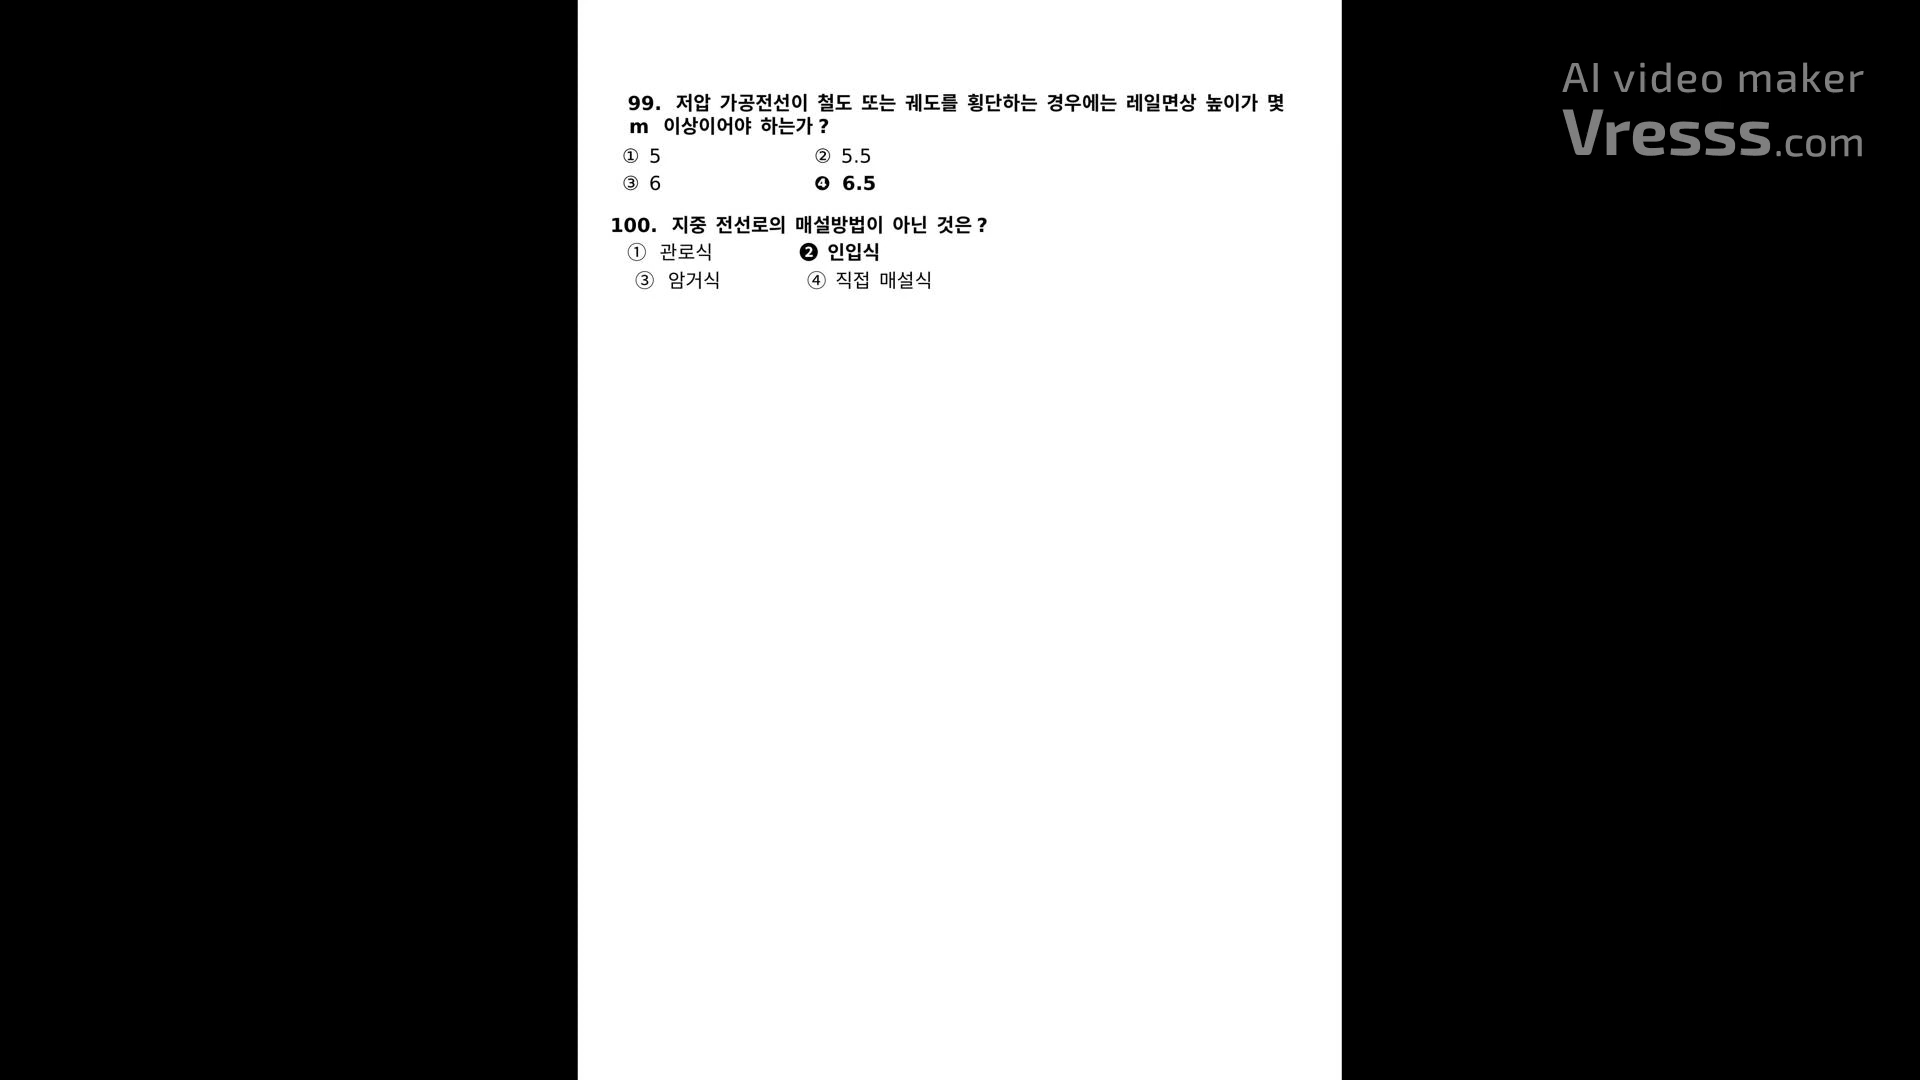 AI video maker
Vresss.com
99. 저압 가공전선이 철도 또는 궤도를 횡단하는 경우에는 레일면상 높이가 몇
m 이상이어야 하는가 ?
① 5 ② 5.5
③ 6 ❹ 6.5
100. 지중 전선로의 매설방법이 아닌 것은 ?
① 관로식 ❷ 인입식
③ 암거식 ④ 직접 매설식